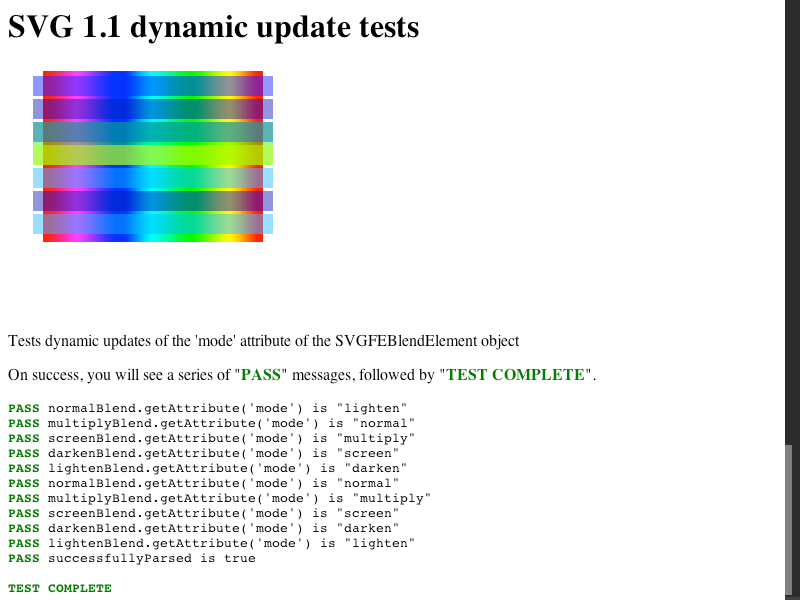 SVG 1.1 dynamic update tests
Tests dynamic updates of the 'mode' attribute of the SVGFEBlendElement object
On success, you will see a series of "PASS" messages, followed by "TEST COMPLETE".
PASS normalBlend.getAttribute('mode') is "lighten"
PASS multiplyBlend.getAttribute('mode') is "normal"
PASS screenBlend.getAttribute('mode') is "multiply"
PASS darkenBlend.getAttribute('mode') is "screen"
PASS lightenBlend.getAttribute('mode') is "darken"
PASS normalBlend.getAttribute('mode') is "normal"
PASS multiplyBlend.getAttribute('mode') is "multiply"
PASS screenBlend.getAttribute('mode') is "screen"
PASS darkenBlend.getAttribute('mode') is "darken"
PASS lightenBlend.getAttribute('mode') is "lighten"
PASS successfullyParsed is true
TEST COMPLETE